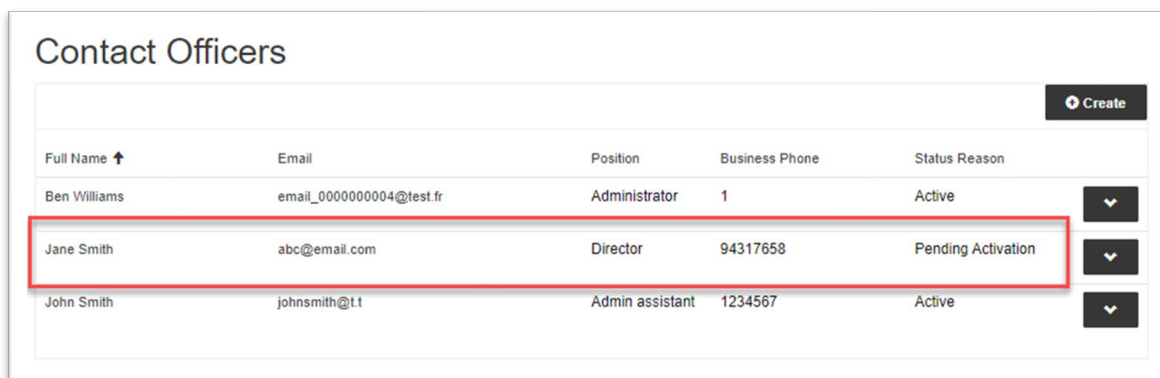 Contact Officers
Create
Full Name Email Position Business Phone Status Reason
Ben Williams email_0000000004@test.fr Administrator 1 Active
Jane Smith abc@email.com Director 94317658 Pending Activation
John Smith johnsmith@t.t Admin assistant 1234567 Active